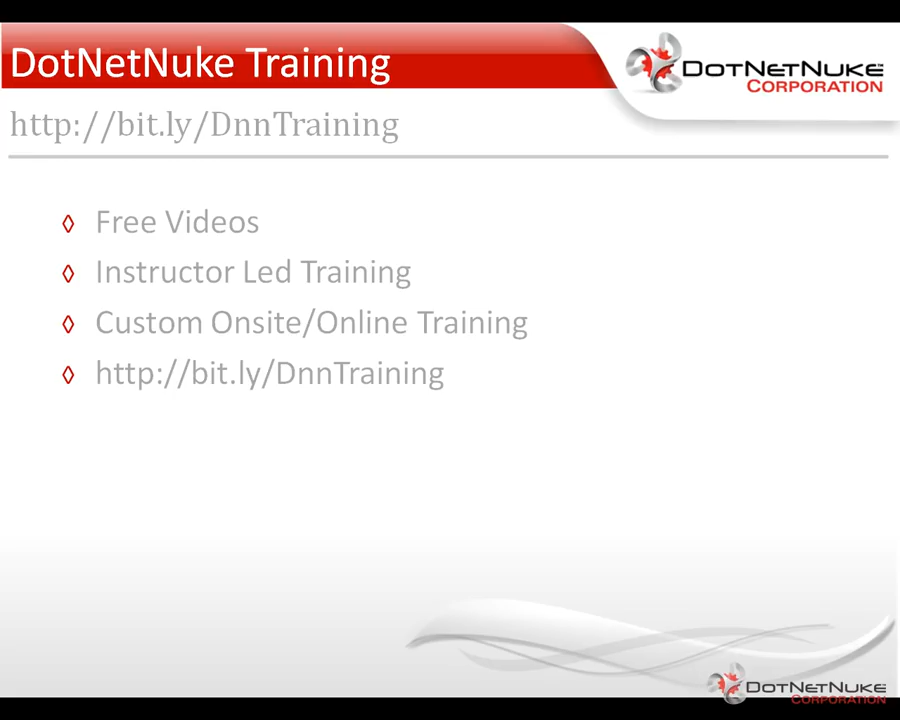 DotNetNuke Training
DOTNETNUKE
CORPORATION
http://bit.ly/DnnTraining
Free Videos
Instructor Led Training
Custom Onsite/Online Training
http://bit.ly/DnnTraining
DOTNETNUKE
CORPORATION